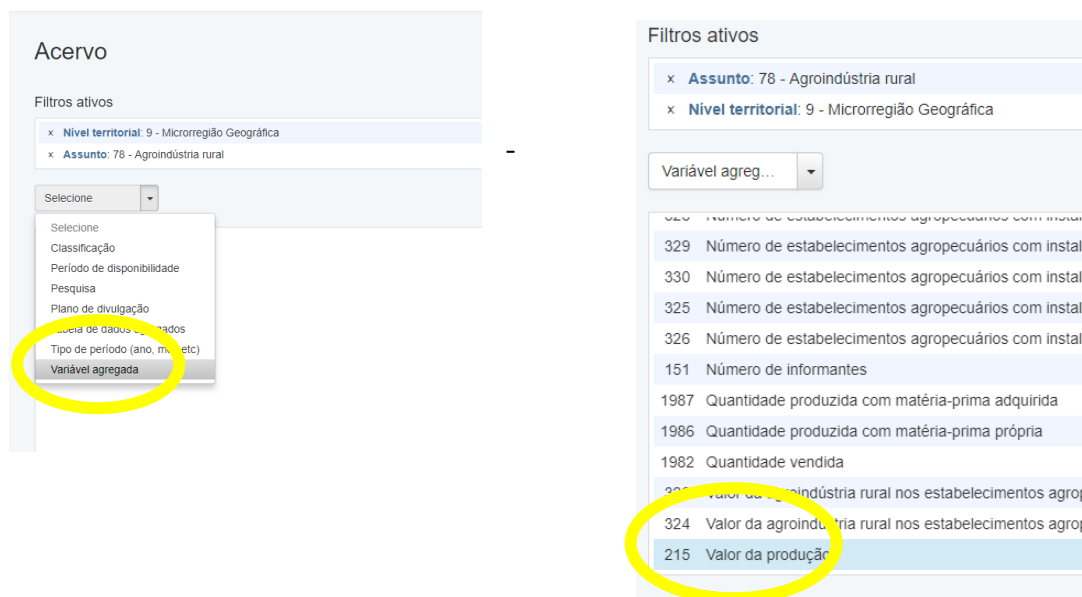 Acervo
Filtros ativos
x Nível territorial: 9 - Microrregião Geográfica
x Assunto: 78 - Agroindústria rural
Selecione
Selecione
Classificação
Período de disponibilidade
Pesquisa
Plano de divulgação
Tabela de dados agregados
Tipo de período (ano, mês, etc)
Variável agregada
-
Filtros ativos
x Assunto: 78 - Agroindústria rural
x Nível territorial: 9 - Microrregião Geográfica
Variável agreg...
Número de estabelecimentos agropecuários com instal
329 Número de estabelecimentos agropecuários com instal
330 Número de estabelecimentos agropecuários com instal
325 Número de estabelecimentos agropecuários com instal
326 Número de estabelecimentos agropecuários com instal
151 Número de informantes
1987 Quantidade produzida com matéria-prima adquirida
1986 Quantidade produzida com matéria-prima própria
1982 Quantidade vendida
Valor da agroindústria rural nos estabelecimentos agrop
324 Valor da agroindústria rural nos estabelecimentos agrop
215 Valor da produção